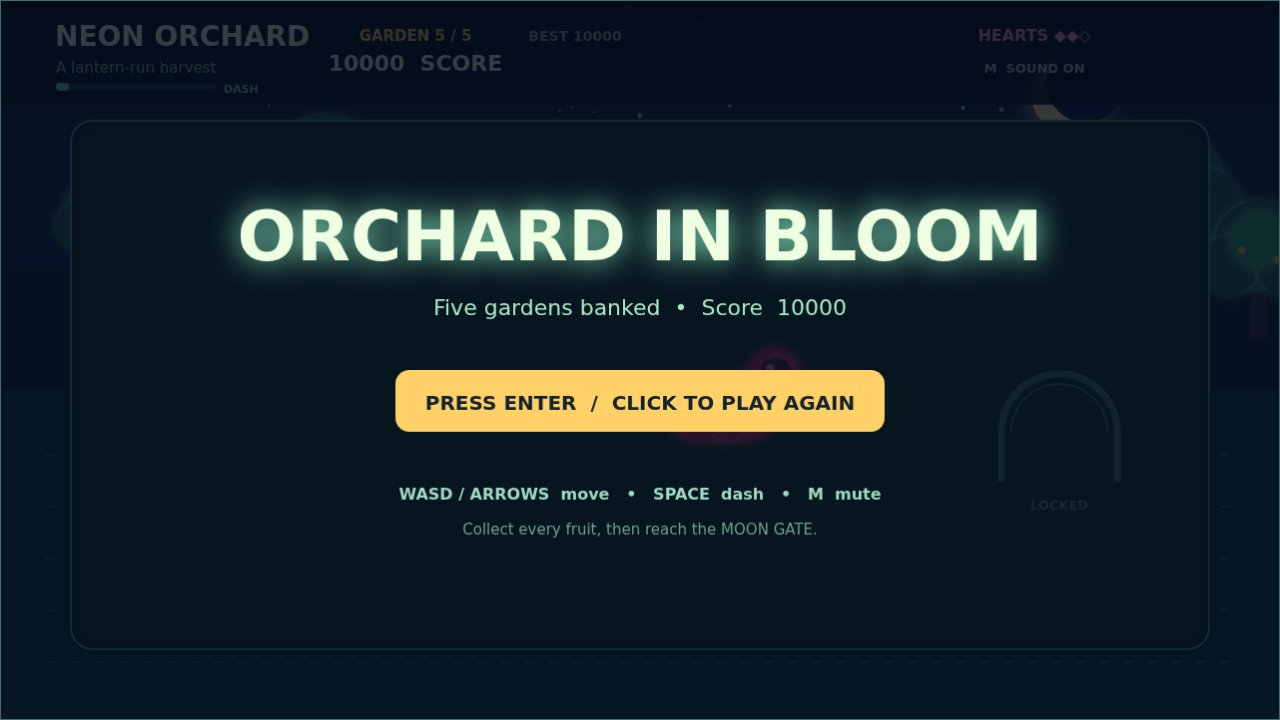 NEON ORCHARD
A lantern-run harvest
DASH
GARDEN 5 / 5
10000 SCORE
BEST 10000
HEARTS ◆◆◇
M SOUND ON
ORCHARD IN BLOOM
Five gardens banked • Score 10000
PRESS ENTER / CLICK TO PLAY AGAIN
WASD / ARROWS move • SPACE dash • M mute
LOCKED
Collect every fruit, then reach the MOON GATE.